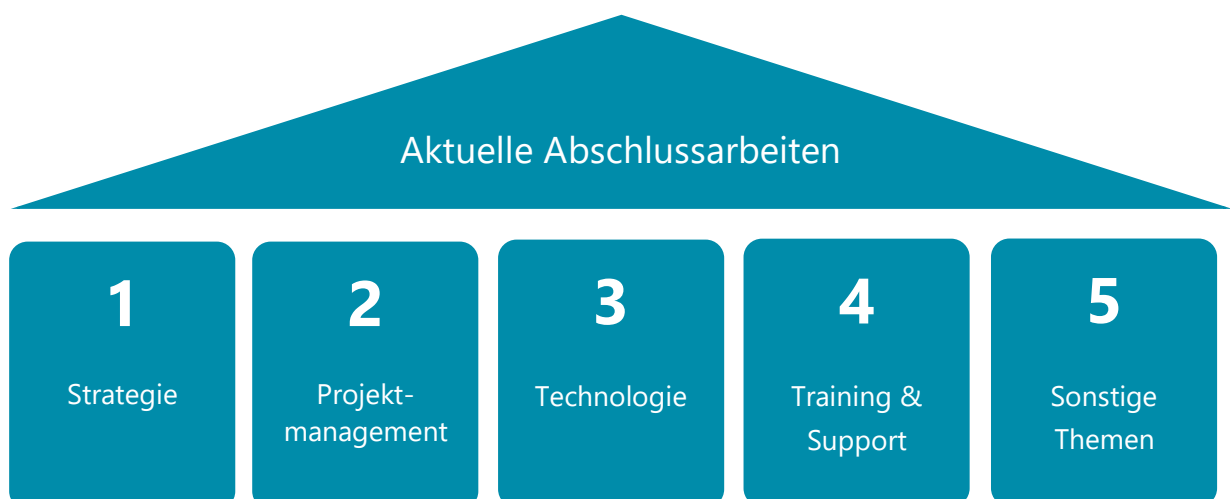 Aktuelle Abschlussarbeiten
1
Strategie
2
Projekt-
management
3
Technologie
4
Training &
Support
5
Sonstige
Themen